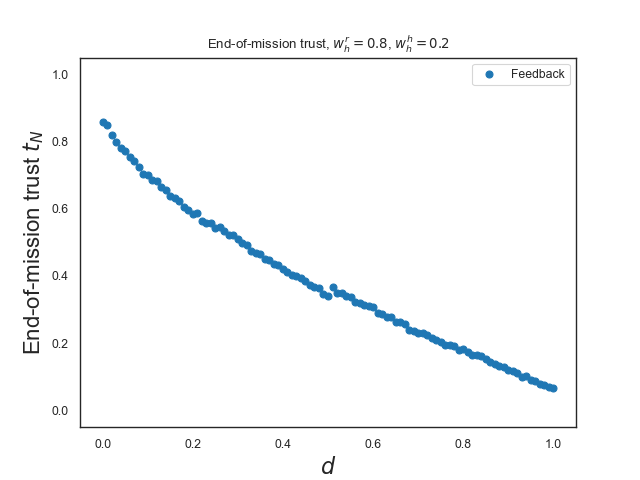 End-of-mission trust, $w_h^r = 0.8$, $w_h^h = 0.2$
Feedback
End-of-mission trust $t_N$
1.0
0.8
0.6
0.4
0.2
0.0
0.0 0.2 0.4 0.6 0.8 1.0
d